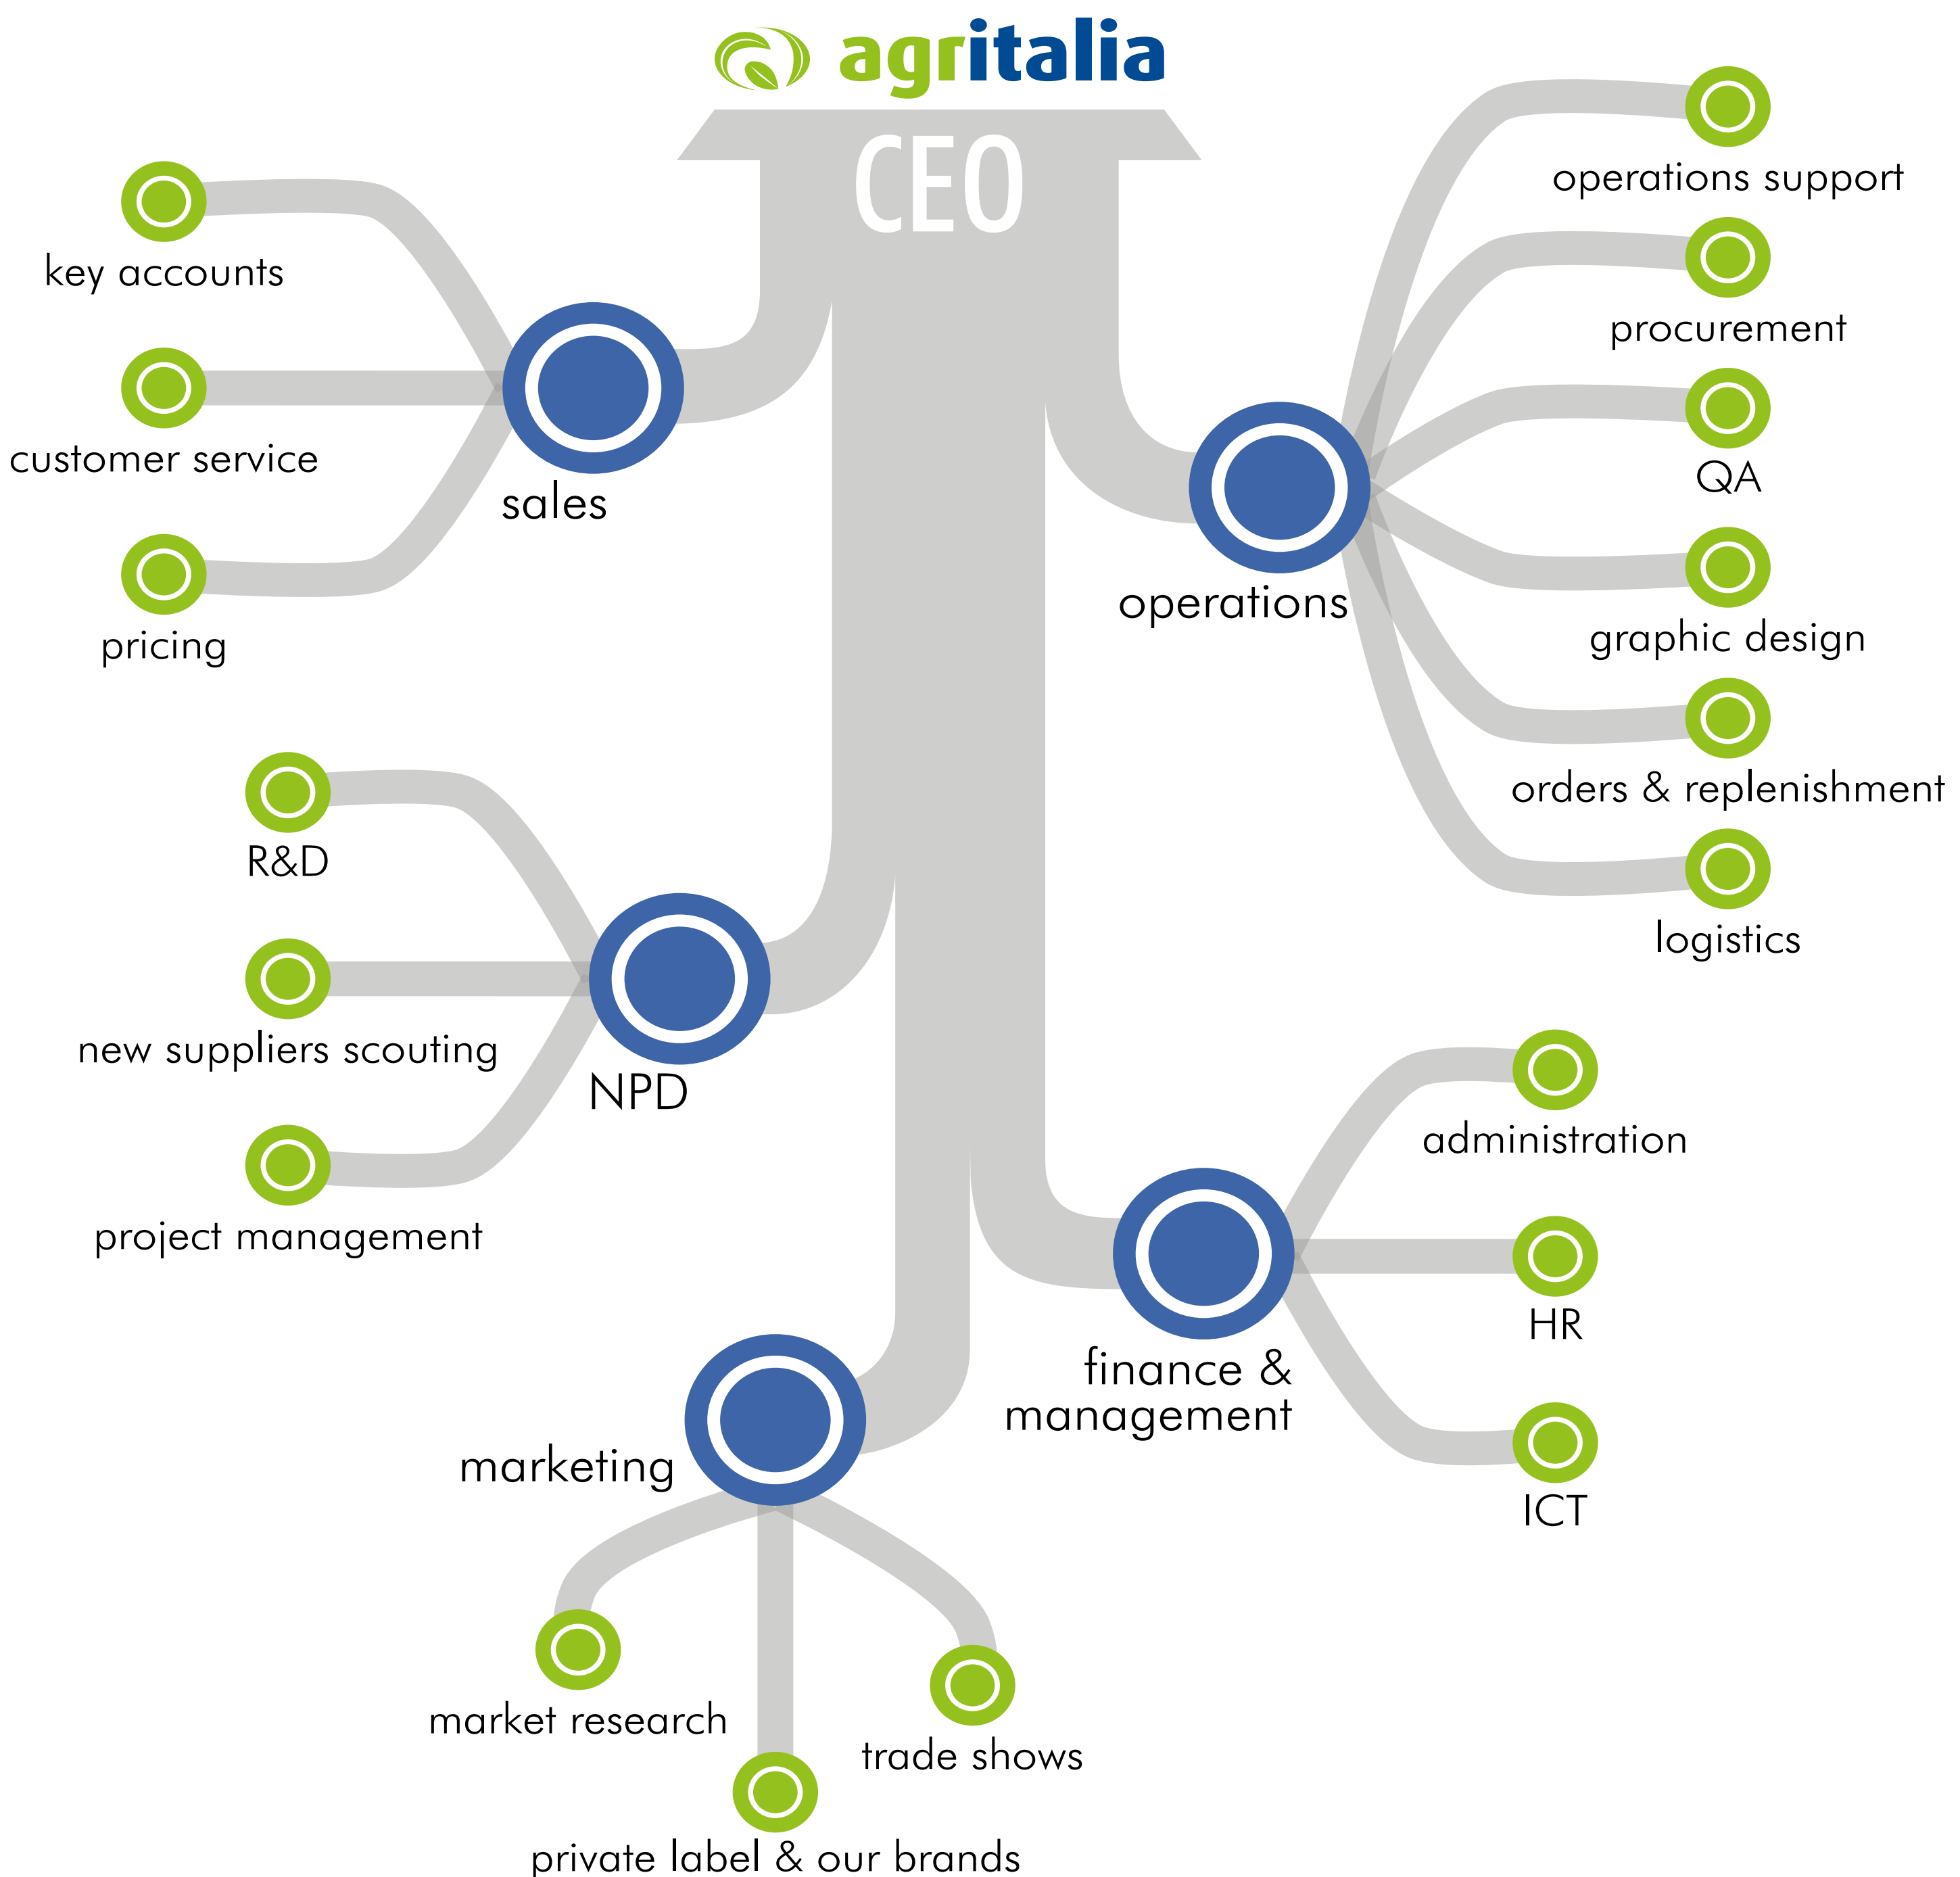 agritalia
CEO
key accounts
customer service
pricing
sales
operations support
procurement
QA
graphic design
orders & replenishment
logistics
operations
R&D
new suppliers scouting
project management
NPD
administration
HR
ICT
finance &
management
marketing
market research
trade shows
private label & our brands